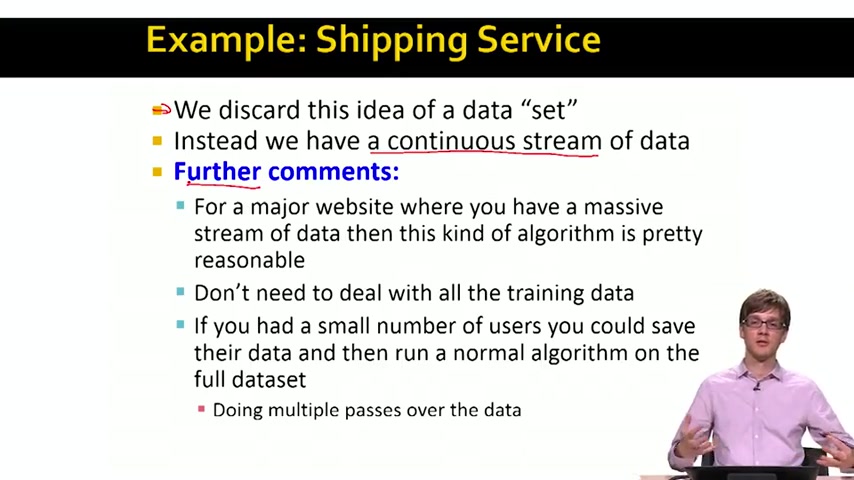 Example: Shipping Service
We discard this idea of a data “set”
Instead we have a continuous stream of data
Further comments:
For a major website where you have a massive
stream of data then this kind of algorithm is pretty
reasonable
Don’t need to deal with all the training data
If you had a small number of users you could save
their data and then run a normal algorithm on the
full dataset
Doing multiple passes over the data